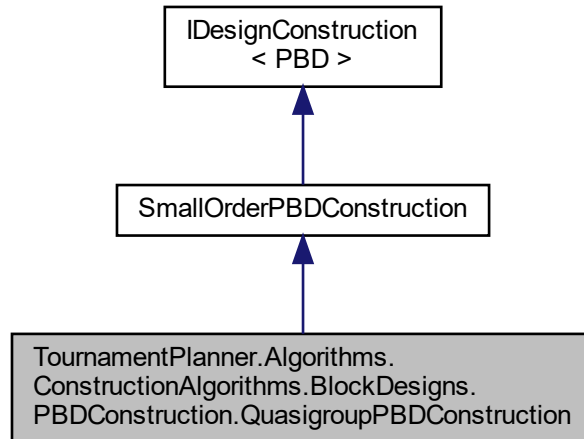 IDesignConstruction
< PBD >
SmallOrderPBDConstruction
TournamentPlanner.Algorithms.
ConstructionAlgorithms.BlockDesigns.
PBDConstruction.QuasigroupPBDConstruction